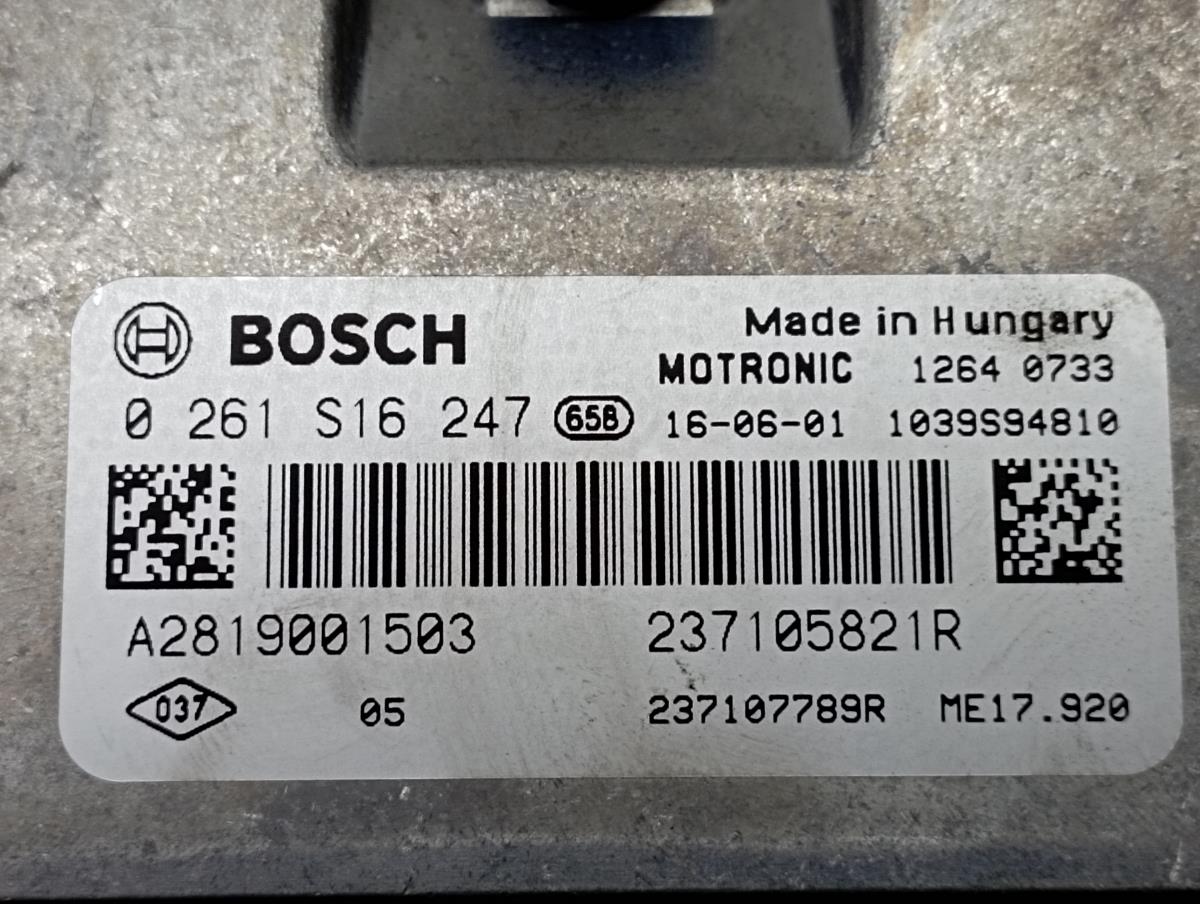 BOSCH
Made in Hungary
MOTRONIC 1264 0733
0 261 S16 247 65B 16-06-01 1039S94810
A2819001503 237105821R
037 05 237107789R ME17.920